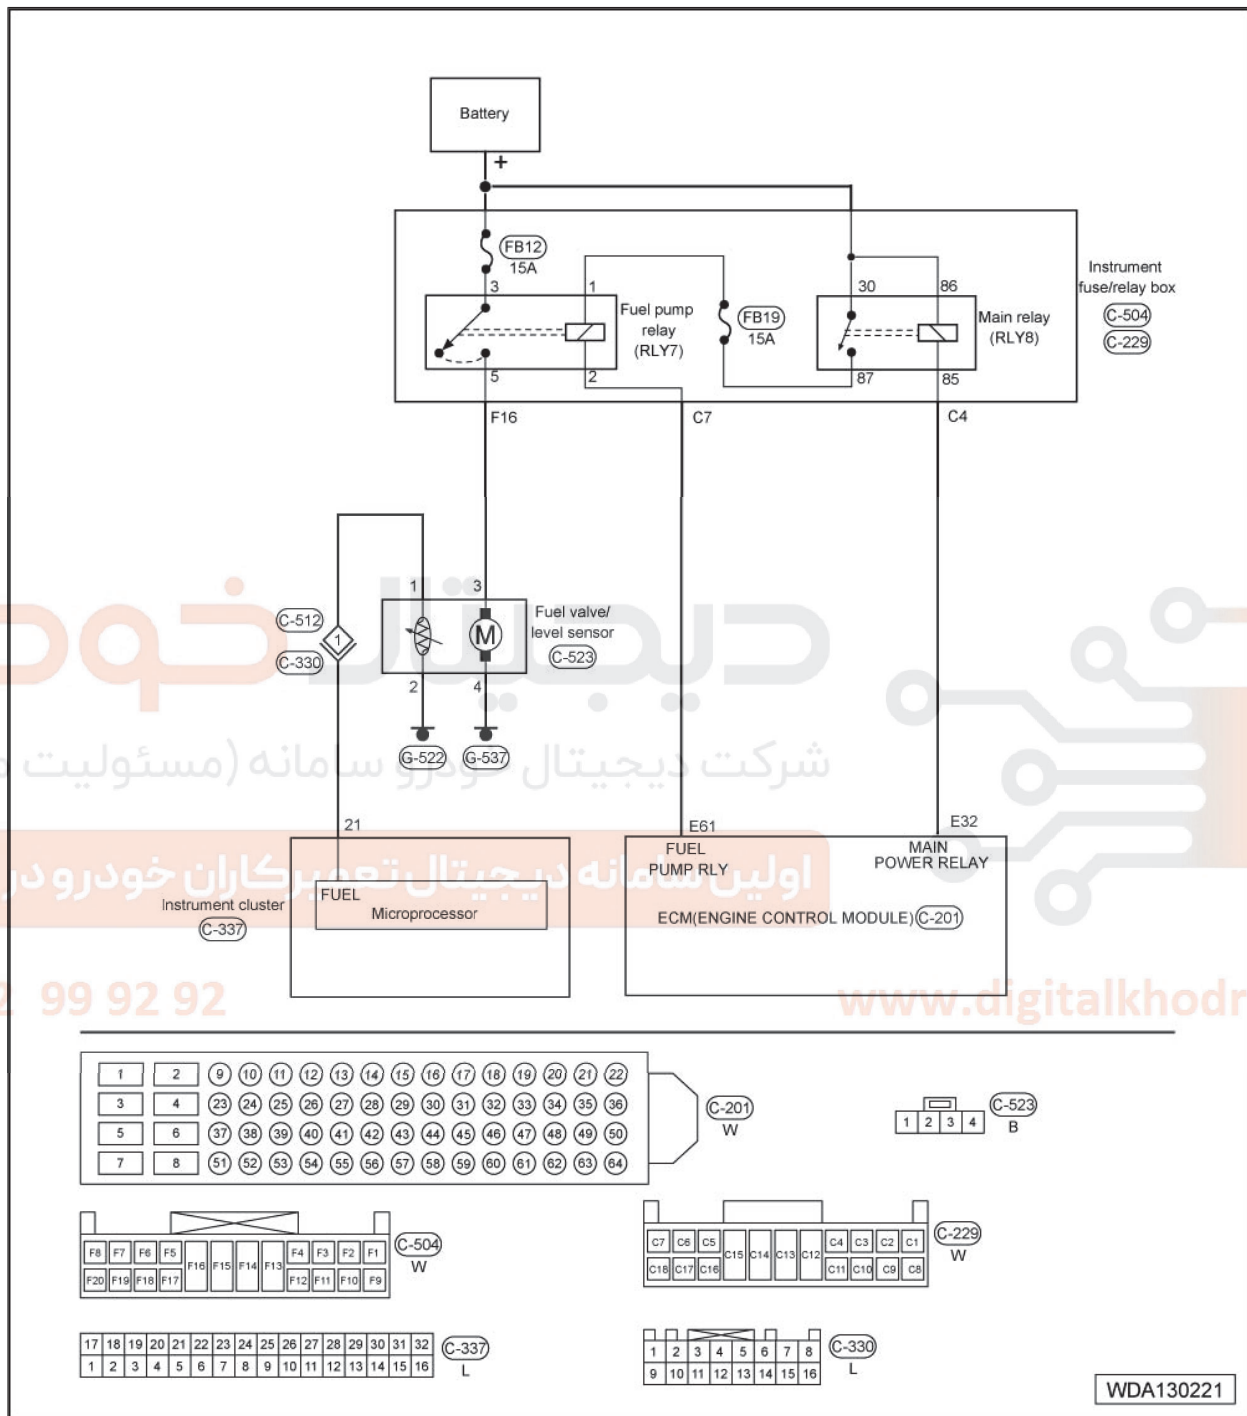 Battery
+
FB12
15A
3
1
Fuel pump
relay
(RLY7)
5
2
FB19
15A
30
86
Main relay
(RLY8)
87
85
Instrument
fuse/relay box
C-504
C-229
F16
C7
C4
1
3
C-512
1
C-330
M
Fuel valve/
level sensor
C-523
2
4
G-522
G-537
دیجیتال خودر
شرکت دیجیتال خودرو سامانه (مسئولیت م
اولین سامانه دیجیتال تعمیرکاران خودرو در
21
E61
E32
FUEL
PUMP RLY
MAIN
POWER RELAY
FUEL
Microprocessor
Instrument cluster
C-337
ECM(ENGINE CONTROL MODULE) C-201
2 99 92 92
www.digitalkhodr
1 2 9 10 11 12 13 14 15 16 17 18 19 20 21 22
3 4 23 24 25 26 27 28 29 30 31 32 33 34 35 36
5 6 37 38 39 40 41 42 43 44 45 46 47 48 49 50
7 8 51 52 53 54 55 56 57 58 59 60 61 62 63 64
C-201
W
1 2 3 4
C-523
B
F8 F7 F6 F5 F16 F15 F14 F13 F4 F3 F2 F1
F20 F19 F18 F17 F12 F11 F10 F9
C-504
W
C7 C6 C5 C15 C14 C13 C12 C4 C3 C2 C1
C18 C17 C16 C11 C10 C9 C8
C-229
W
17 18 19 20 21 22 23 24 25 26 27 28 29 30 31 32
1 2 3 4 5 6 7 8 9 10 11 12 13 14 15 16
C-337
L
1 2 3 4 5 6 7 8
9 10 11 12 13 14 15 16
C-330
L
WDA130221